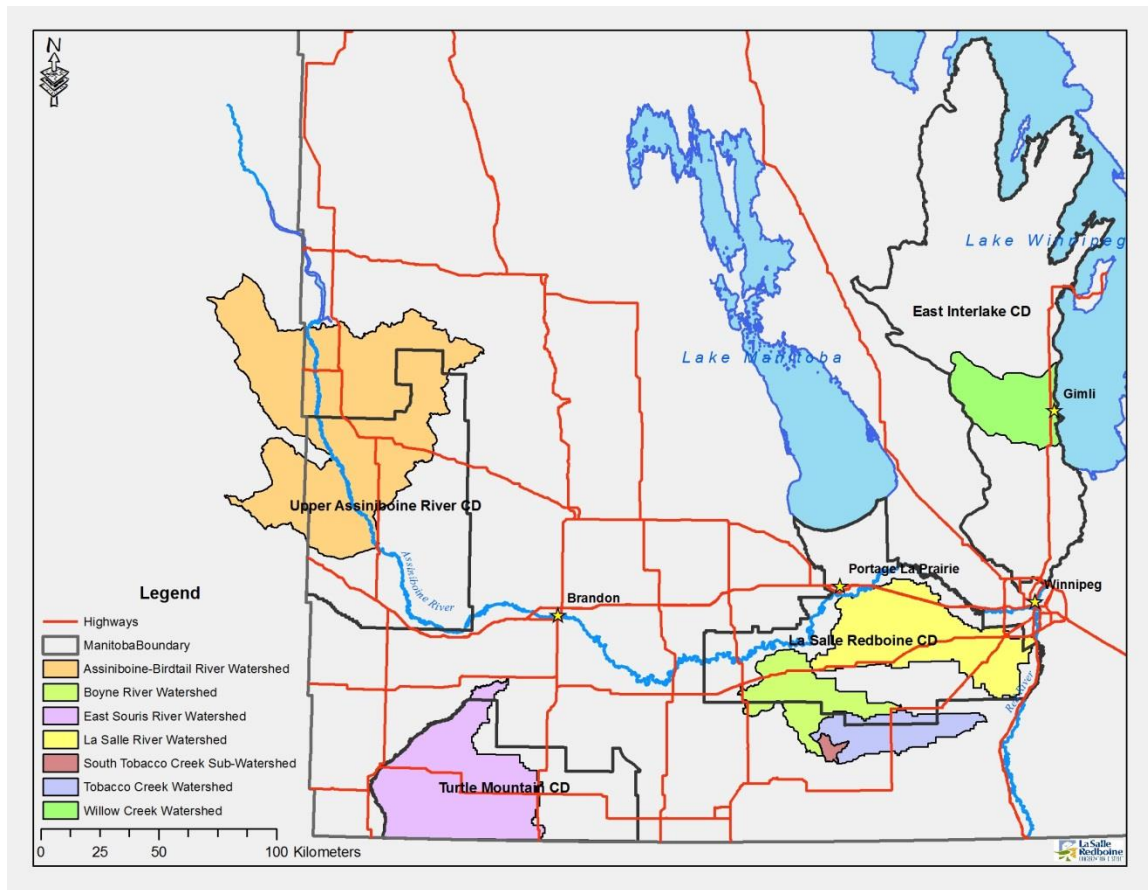 N
Lake Winnipeg
East Interlake CD
Lake Manitoba
Gimli
Upper Assiniboine River CD
Assiniboine River
Portage La Prairie
Winnipeg
Brandon
La Salle Redboine CD
Red River
Turtle Mountain CD
Legend
Highways
ManitobaBoundary
Assiniboine-Birdtail River Watershed
Boyne River Watershed
East Souris River Watershed
La Salle River Watershed
South Tobacco Creek Sub-Watershed
Tobacco Creek Watershed
Willow Creek Watershed
0 25 50 100 Kilometers
La Salle
Redboine